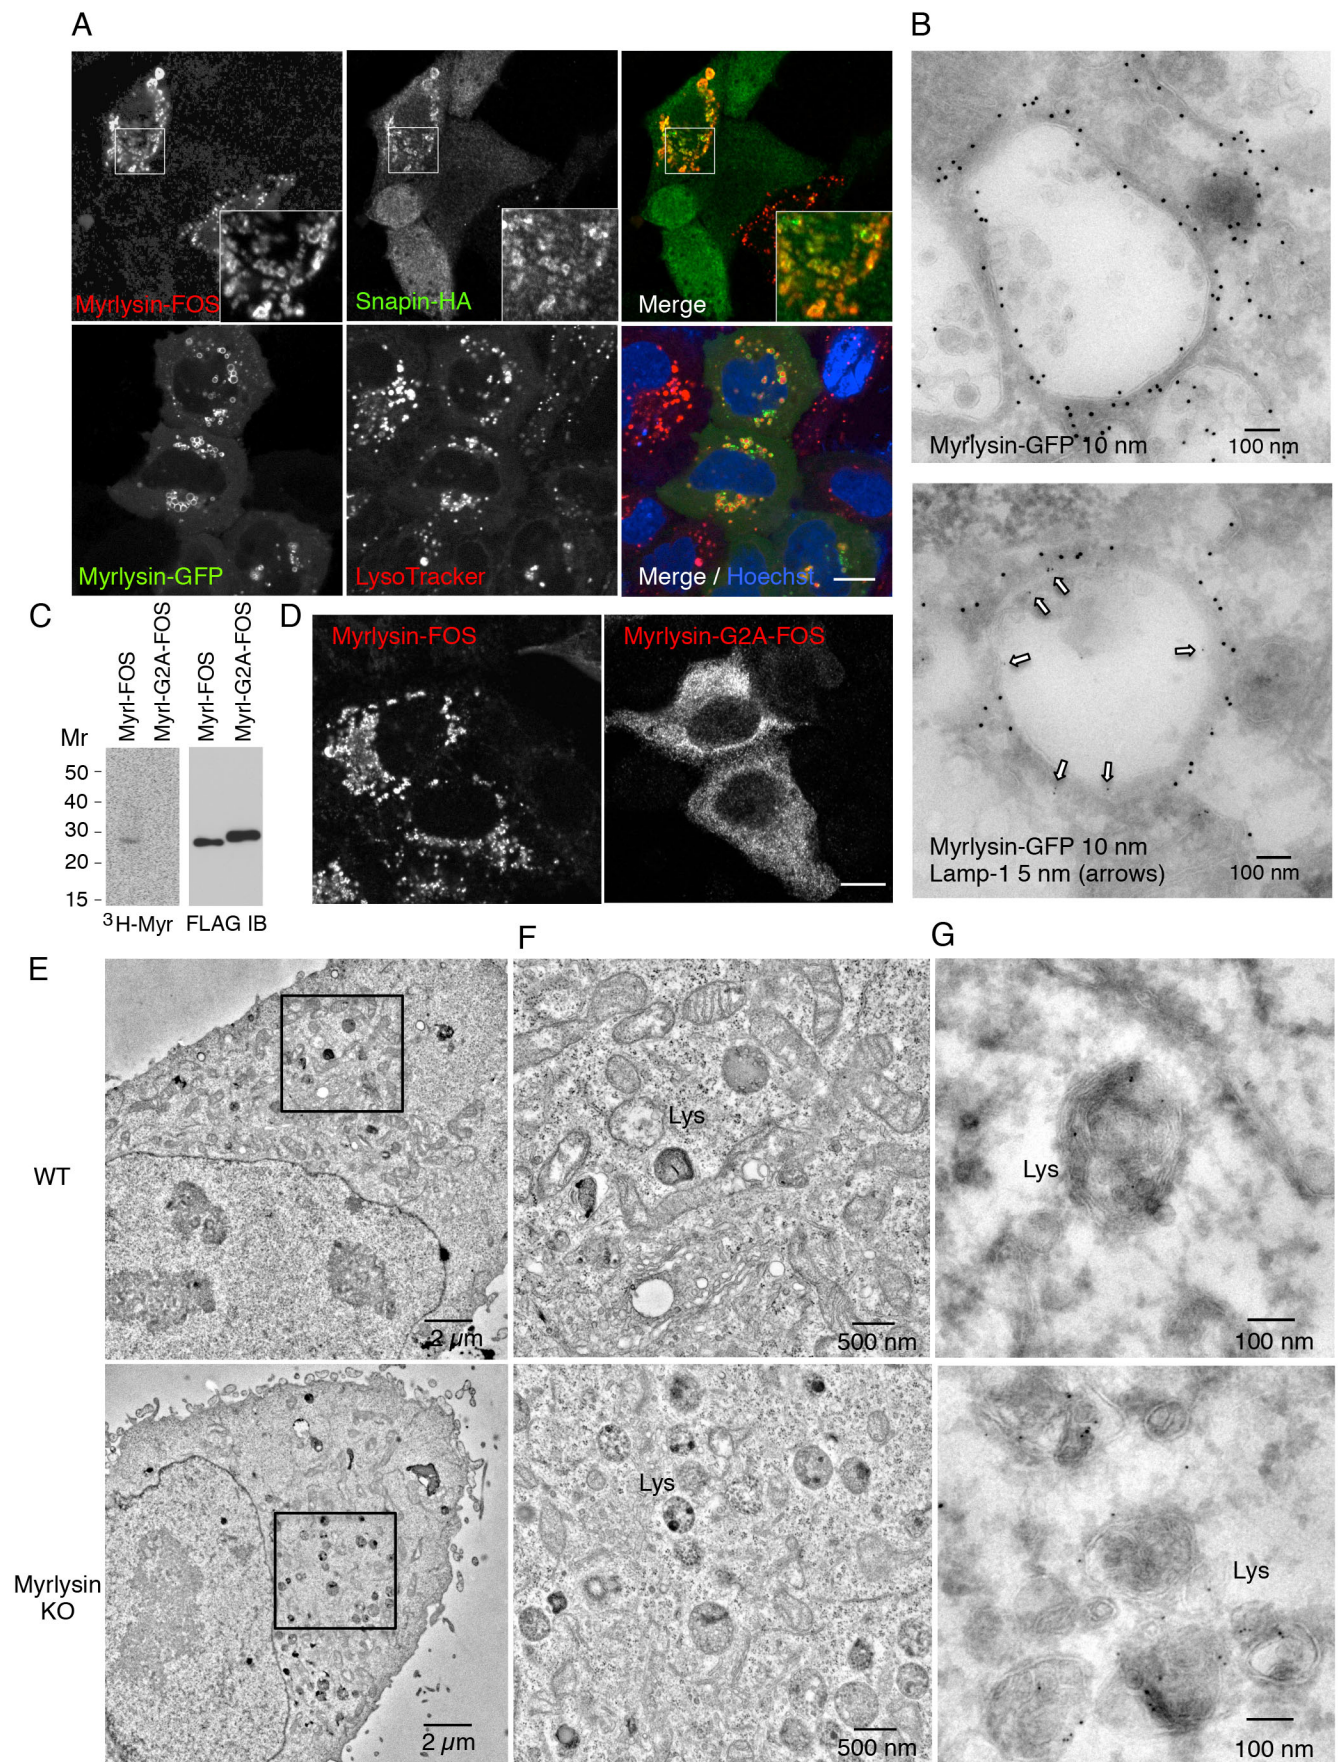 A
B
Myrlysin-FOS
Snapin-HA
Merge
Myrlysin-GFP 10 nm
100 nm
Myrlysin-GFP
LysoTracker
Merge / Hoechst
Myrlysin-GFP 10 nm
Lamp-1 5 nm (arrows)
100 nm
C
Myrl-FOS
Myrl-G2A-FOS
Myrl-FOS
Myrl-G2A-FOS
Mr
50
40
30
20
15
3H-Myr
FLAG IB
D
Myrlysin-FOS
Myrlysin-G2A-FOS
E
F
G
WT
2 µm
Lys
500 nm
Lys
100 nm
Myrlysin
KO
2 µm
Lys
500 nm
Lys
100 nm